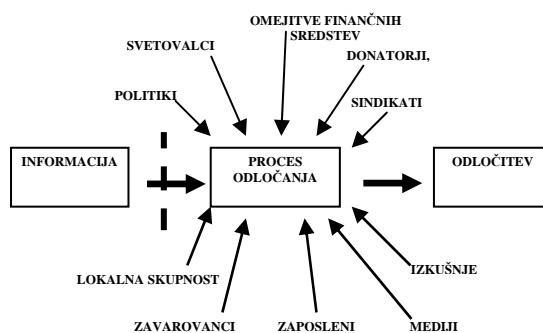 OMEJITVE FINANČNIH
SREDSTEV
SVETOVALCI
DONATORJI,
POLITIKI
SINDIKATI
INFORMACIJA
PROCES
ODLOČANJA
ODLOČITEV
LOKALNA SKUPNOST
IZKUŠNJE
ZAVAROVANCI
ZAPOSLENI
MEDIJI